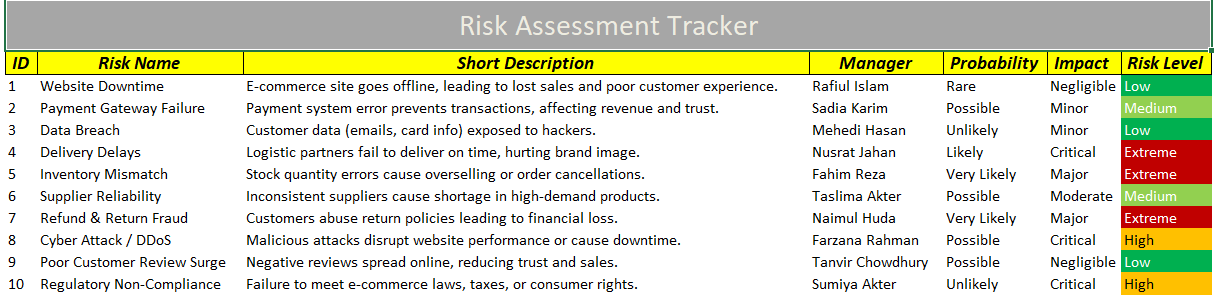 Risk Assessment Tracker
ID Risk Name Short Description Manager Probability Impact Risk Level
1 Website Downtime E-commerce site goes offline, leading to lost sales and poor customer experience. Rafiul Islam Rare Negligible Low
2 Payment Gateway Failure Payment system error prevents transactions, affecting revenue and trust. Sadia Karim Possible Minor Medium
3 Data Breach Customer data (emails, card info) exposed to hackers. Mehedi Hasan Unlikely Minor Low
4 Delivery Delays Logistic partners fail to deliver on time, hurting brand image. Nusrat Jahan Likely Critical Extreme
5 Inventory Mismatch Stock quantity errors cause overselling or order cancellations. Fahim Reza Very Likely Major Extreme
6 Supplier Reliability Inconsistent suppliers cause shortage in high-demand products. Taslima Akter Possible Moderate Medium
7 Refund & Return Fraud Customers abuse return policies leading to financial loss. Naimul Huda Very Likely Major Extreme
8 Cyber Attack / DDoS Malicious attacks disrupt website performance or cause downtime. Farzana Rahman Possible Critical High
9 Poor Customer Review Surge Negative reviews spread online, reducing trust and sales. Tanvir Chowdhury Possible Negligible Low
10 Regulatory Non-Compliance Failure to meet e-commerce laws, taxes, or consumer rights. Sumiya Akter Unlikely Critical High